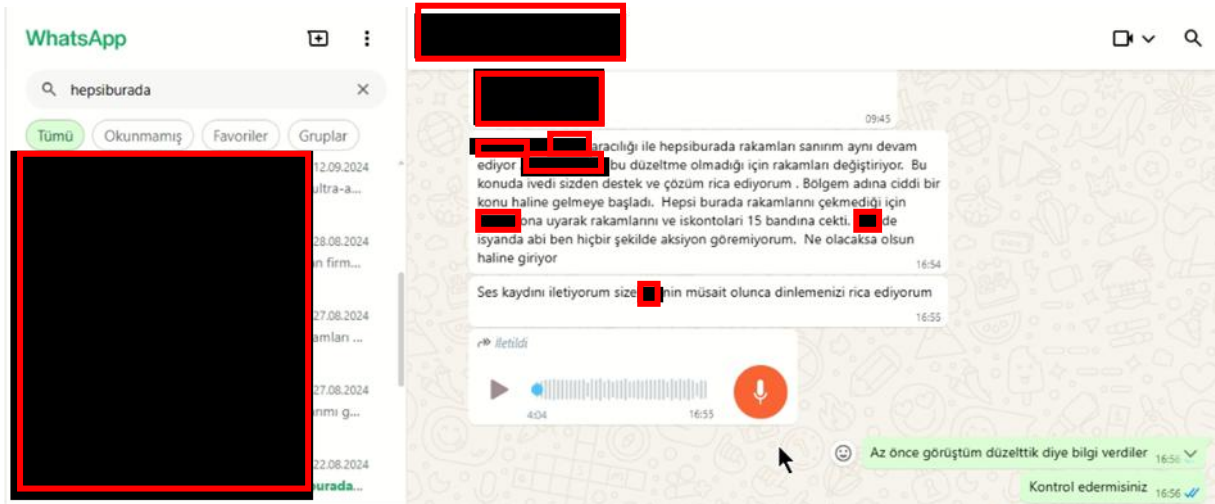 WhatsApp
hepsiburada
Tümü Okunmamış Favoriler Gruplar
12.09.2024
ultra-a...
28.08.2024
n firm...
27.08.2024
amları ...
27.08.2024
ımı g...
22.08.2024
urada...
09:45
aracılığı ile hepsiburada rakamları sanırım aynı devam
ediyor bu düzeltme olmadığı için rakamları değiştiriyor. Bu
konuda ivedi sizden destek ve çözüm rica ediyorum . Bölgem adına ciddi bir
konu haline gelmeye başladı. Hepsi burada rakamlarını çekmediği için
ona uyarak rakamlarını ve iskontolari 15 bandına cekti. de
isyanda abi ben hiçbir şekilde aksiyon göremiyorum. Ne olacaksa olsun
haline giriyor
16:54
Ses kaydını iletiyorum size nin müsait olunca dinlemenizi rica ediyorum
16:55
İletildi
4:04 16:55
Az önce görüştüm düzelttik diye bilgi verdiler 16:56
Kontrol edermisiniz 16:56